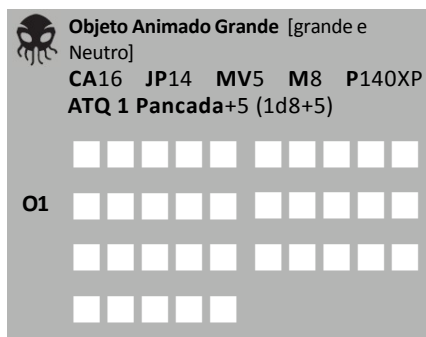 Objeto Animado Grande [grande e
Neutro]
CA16 JP14 MV5 M8 P140XP
ATQ 1 Pancada+5 (1d8+5)
O1